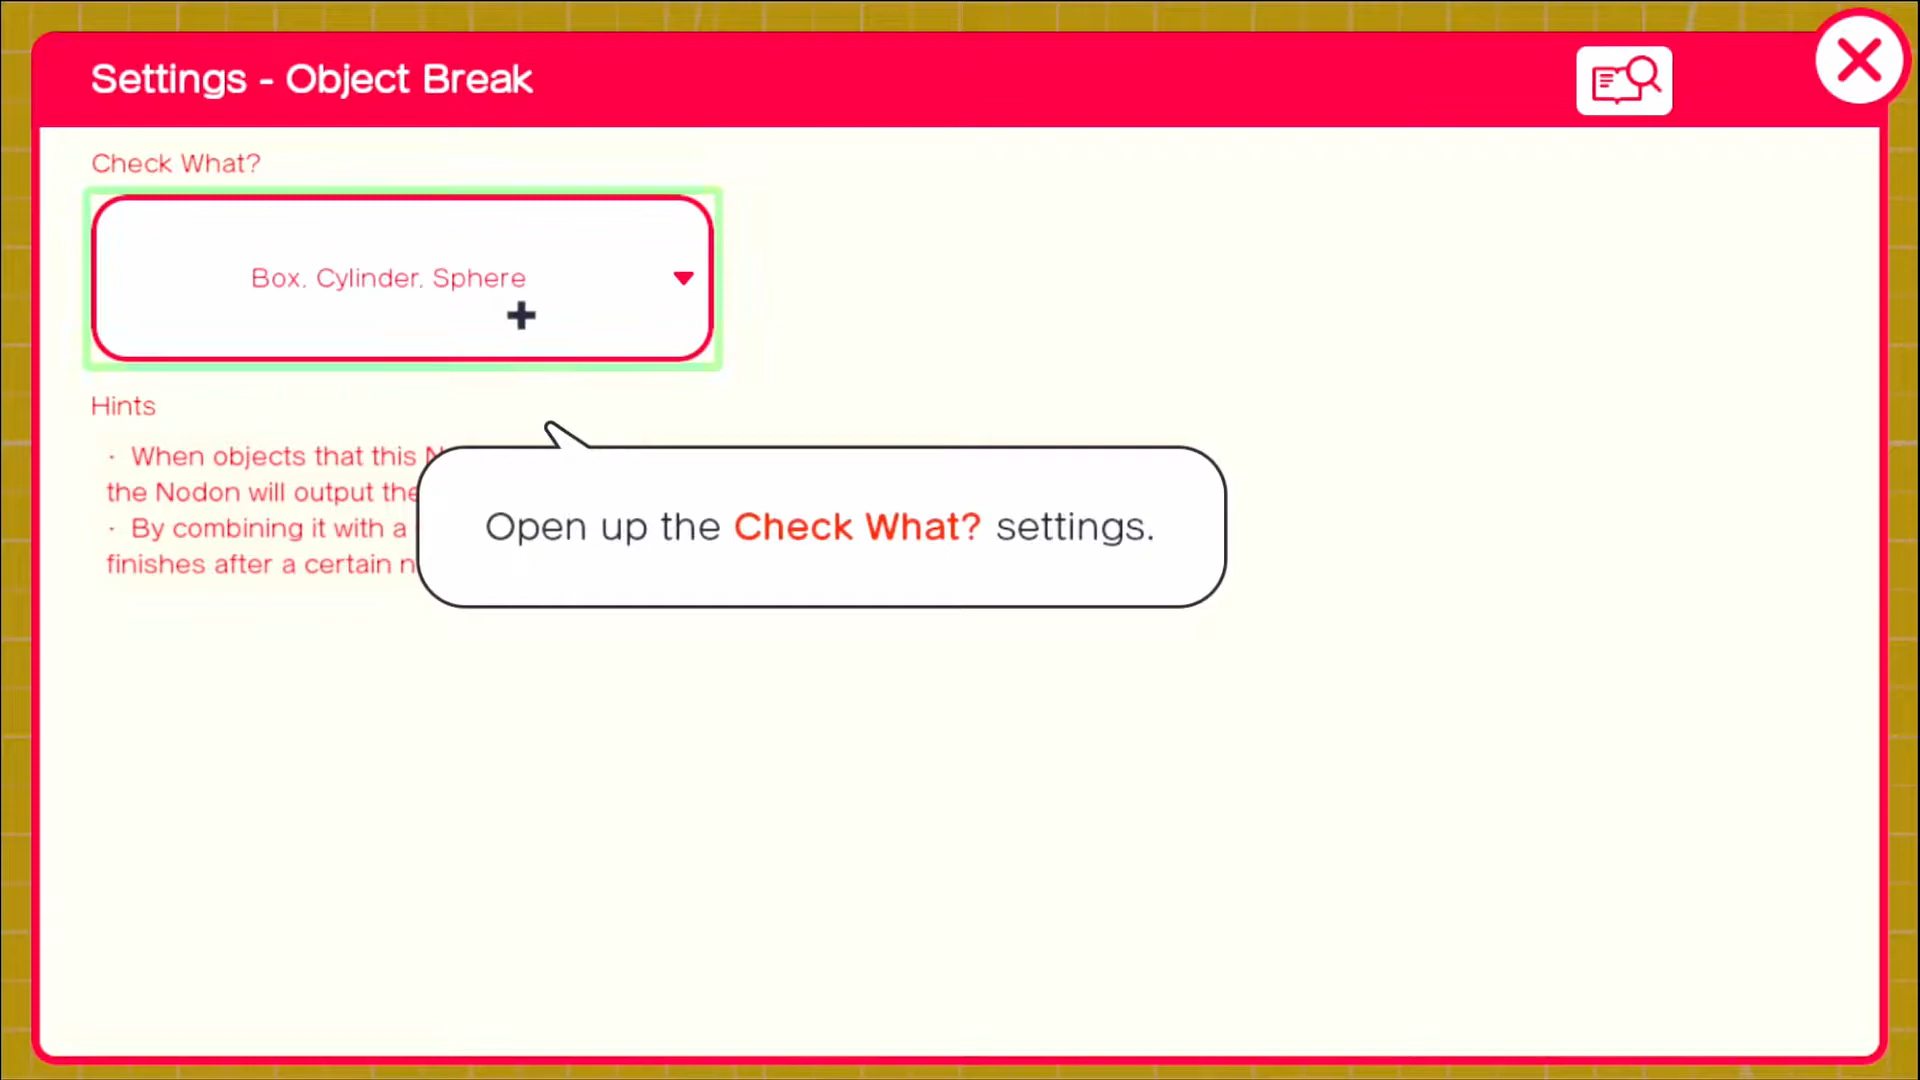 Settings - Object Break
Check What?
Box, Cylinder, Sphere
Hints
· When objects that this
the Nodon will output the
· By combining it with a
finishes after a certain
Open up the Check What? settings.